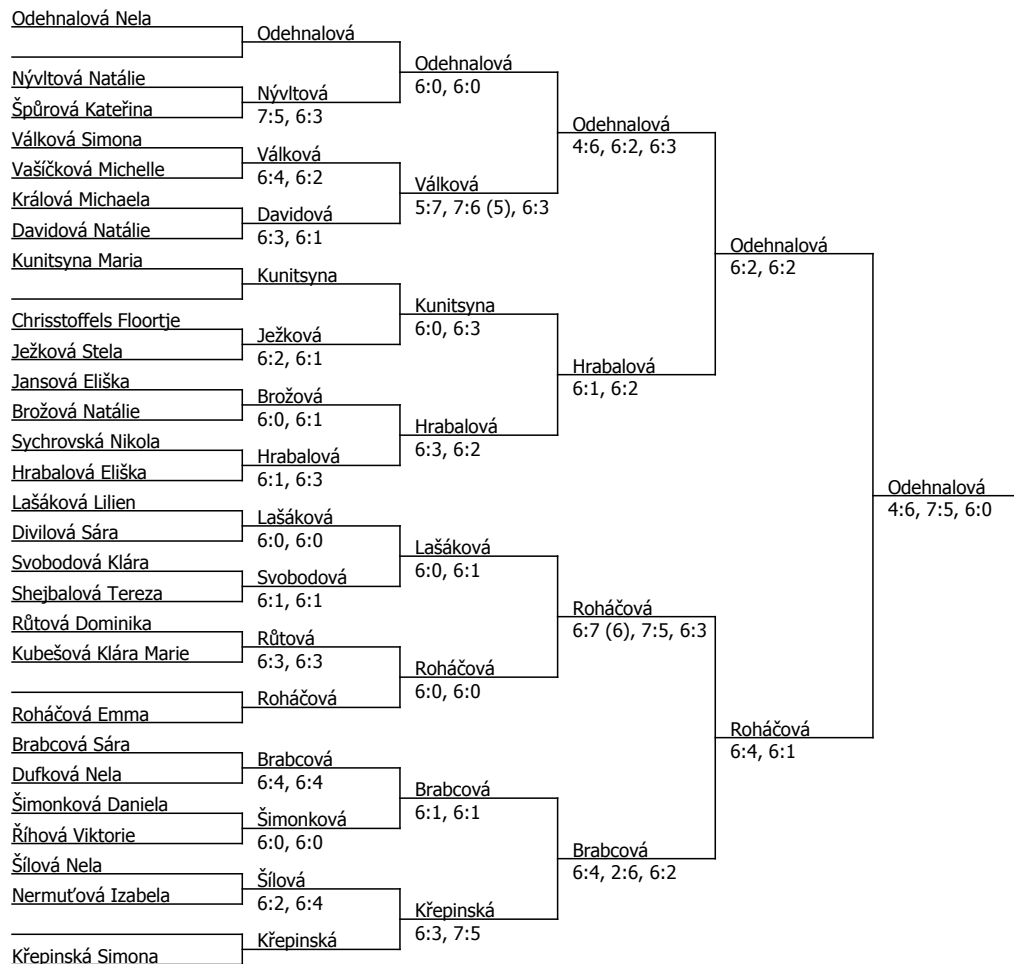 Odehnalová Nela
Nývltová Natálie
Špůrová Kateřina
Válková Simona
Vašíčková Michelle
Králová Michaela
Davidová Natálie
Kunitsyna Maria
Chrisstoffels Floortje
Ježková Stela
Jansová Eliška
Brožová Natálie
Sychrovská Nikola
Hrabalová Eliška
Lašáková Lilien
Divilová Sára
Svobodová Klára
Shejbalová Tereza
Růtová Dominika
Kubešová Klára Marie
Roháčová Emma
Brabcová Sára
Dufková Nela
Šimonková Daniela
Říhová Viktorie
Šílová Nela
Nermuťová Izabela
Křepinská Simona
Odehnalová
Nývltová
7:5, 6:3
Válková
6:4, 6:2
Davidová
6:3, 6:1
Kunitsyna
Ježková
6:2, 6:1
Brožová
6:0, 6:1
Hrabalová
6:1, 6:3
Lašáková
6:0, 6:0
Svobodová
6:1, 6:1
Růtová
6:3, 6:3
Roháčová
Brabcová
6:4, 6:4
Šimonková
6:0, 6:0
Šílová
6:2, 6:4
Křepinská
Odehnalová
6:0, 6:0
Válková
5:7, 7:6 (5), 6:3
Kunitsyna
6:0, 6:3
Hrabalová
6:3, 6:2
Lašáková
6:0, 6:1
Roháčová
6:0, 6:0
Brabcová
6:1, 6:1
Křepinská
6:3, 7:5
Odehnalová
4:6, 6:2, 6:3
Hrabalová
6:1, 6:2
Roháčová
6:7 (6), 7:5, 6:3
Brabcová
6:4, 2:6, 6:2
Odehnalová
6:2, 6:2
Roháčová
6:4, 6:1
Odehnalová
4:6, 7:5, 6:0